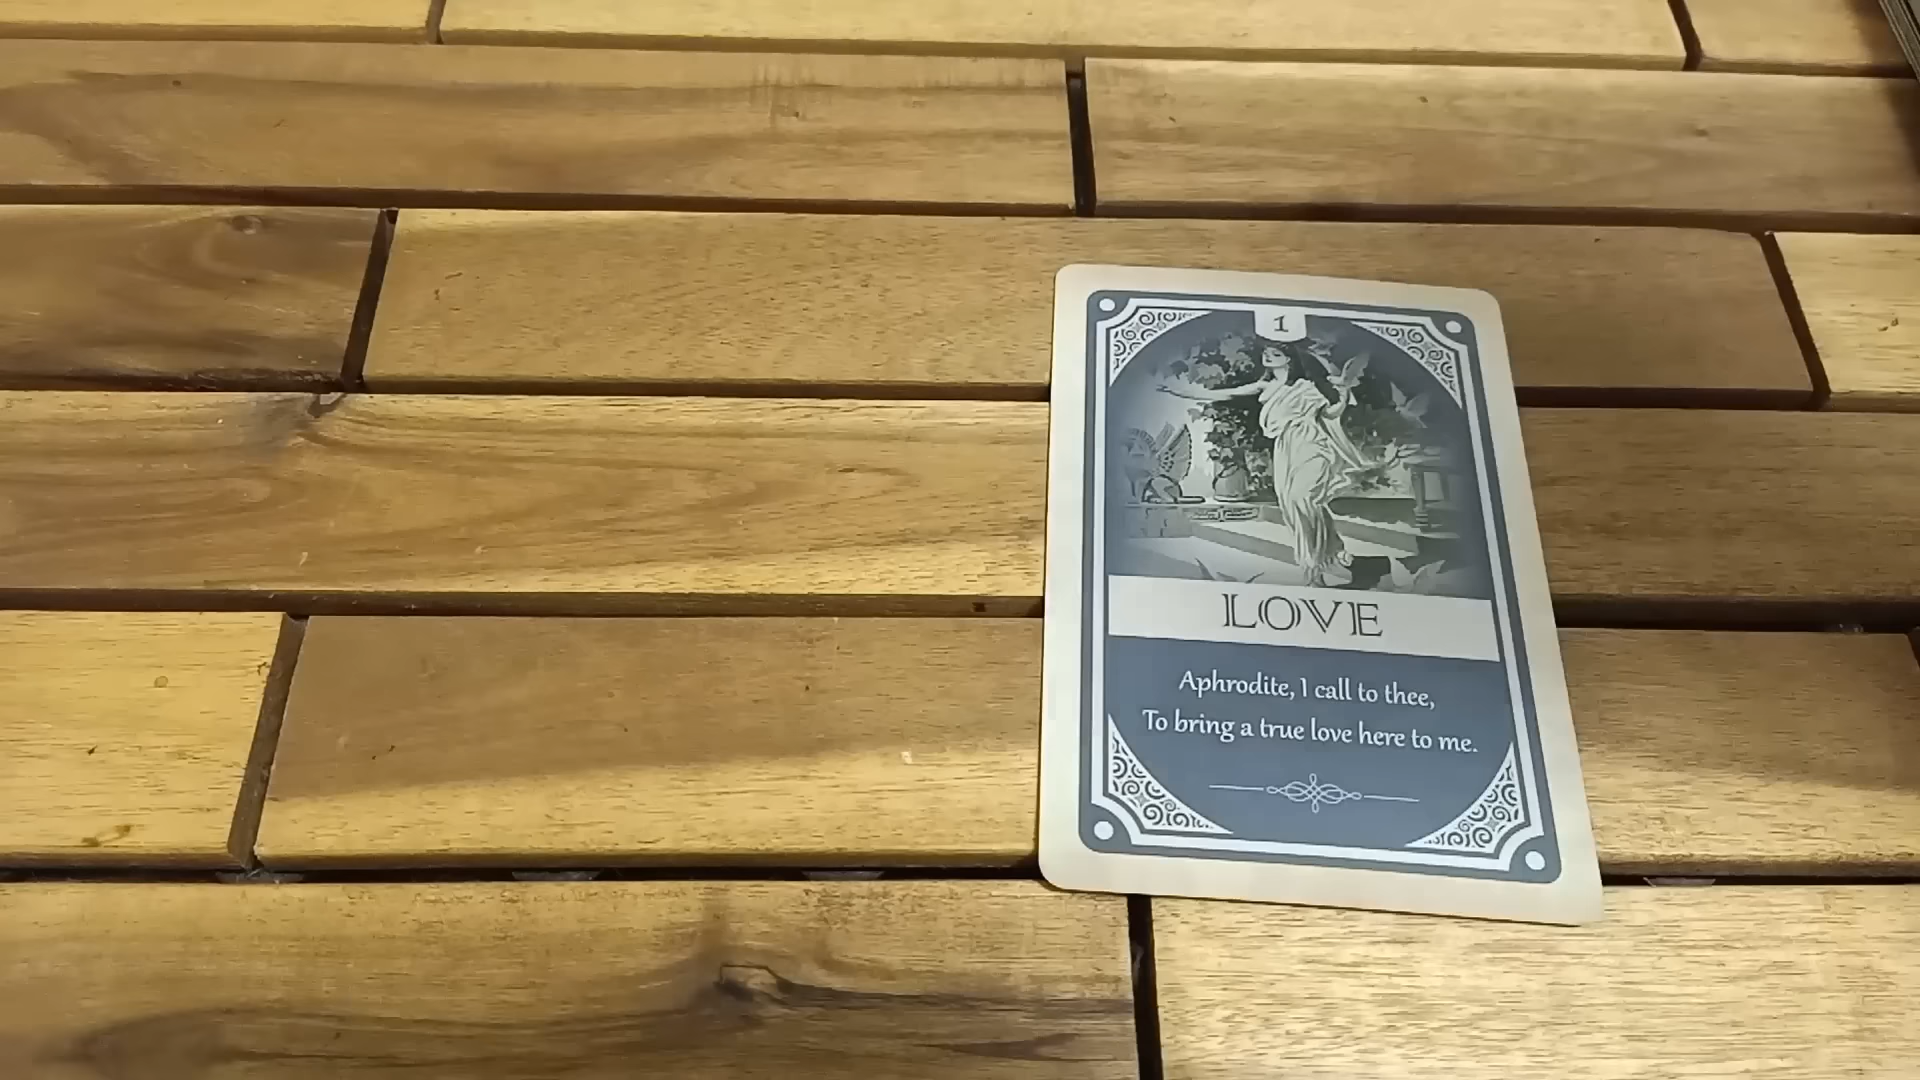 1
LOVE
Aphrodite, I call to thee,
To bring a true love here to me.